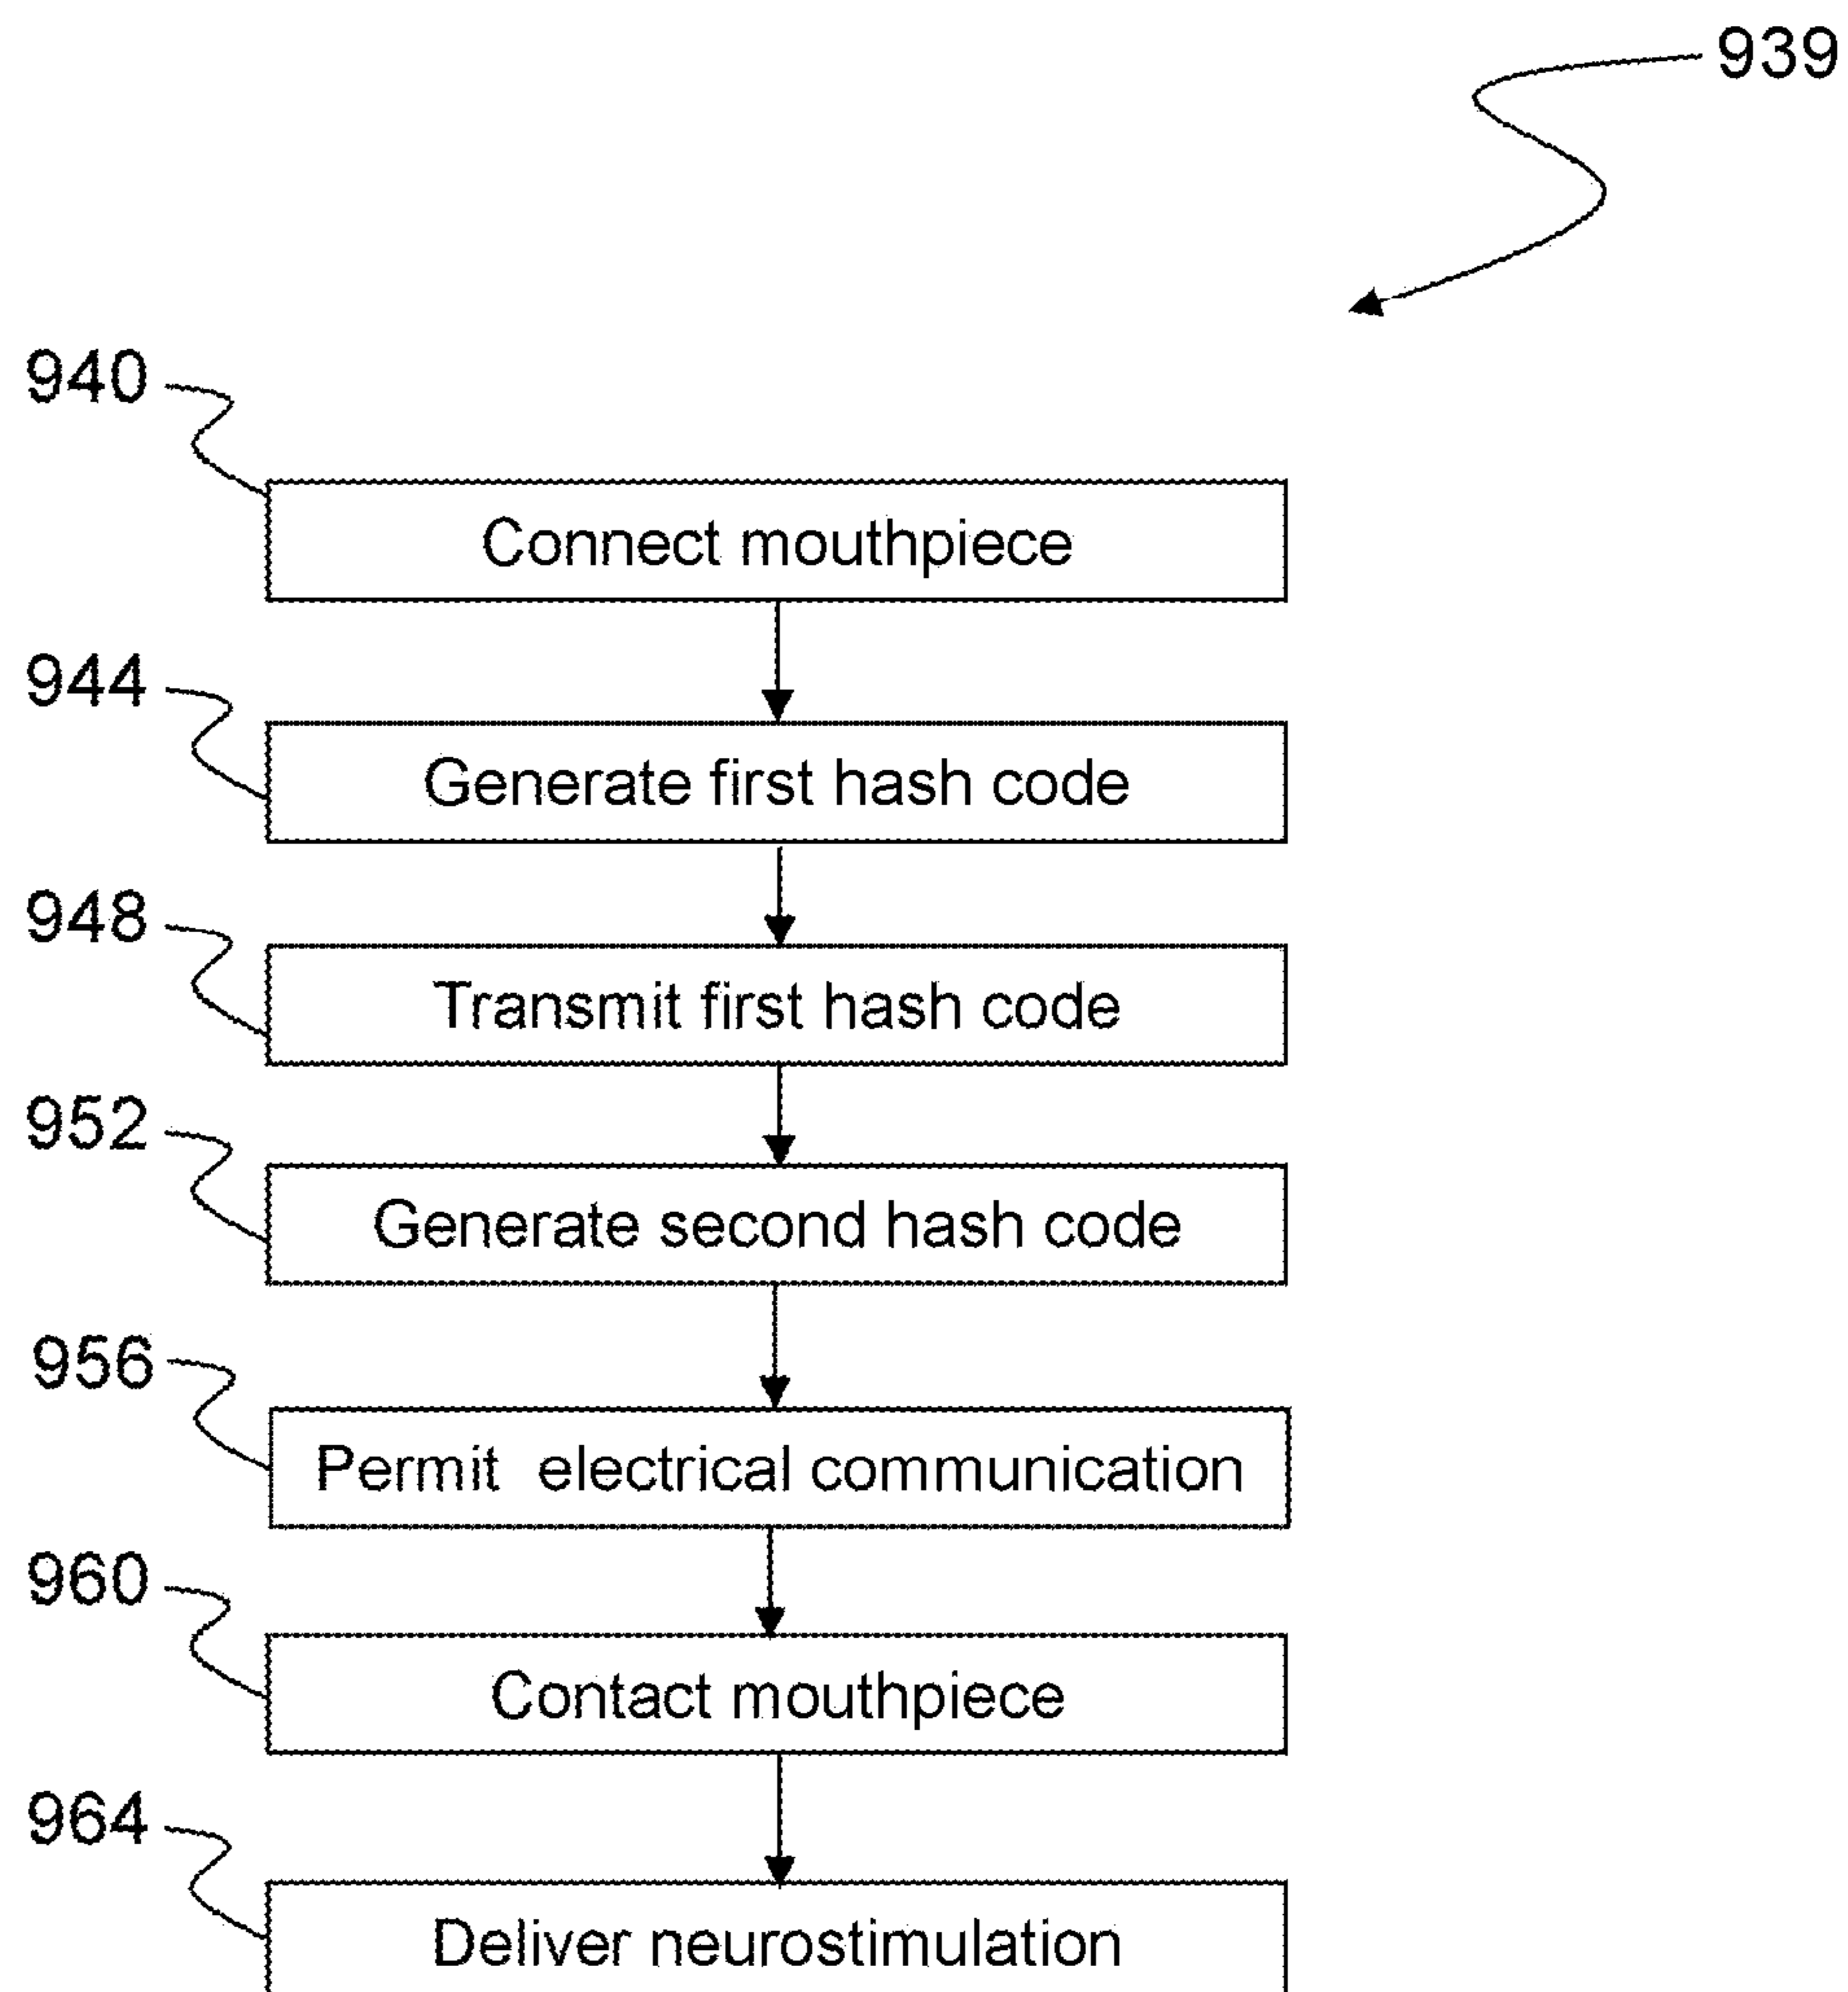 939
940
Connect mouthpiece
944
Generate first hash code
948
Transmit first hash code
952
Generate second hash code
956
Permit electrical communication
960
Contact mouthpiece
964
Deliver neurostimulation